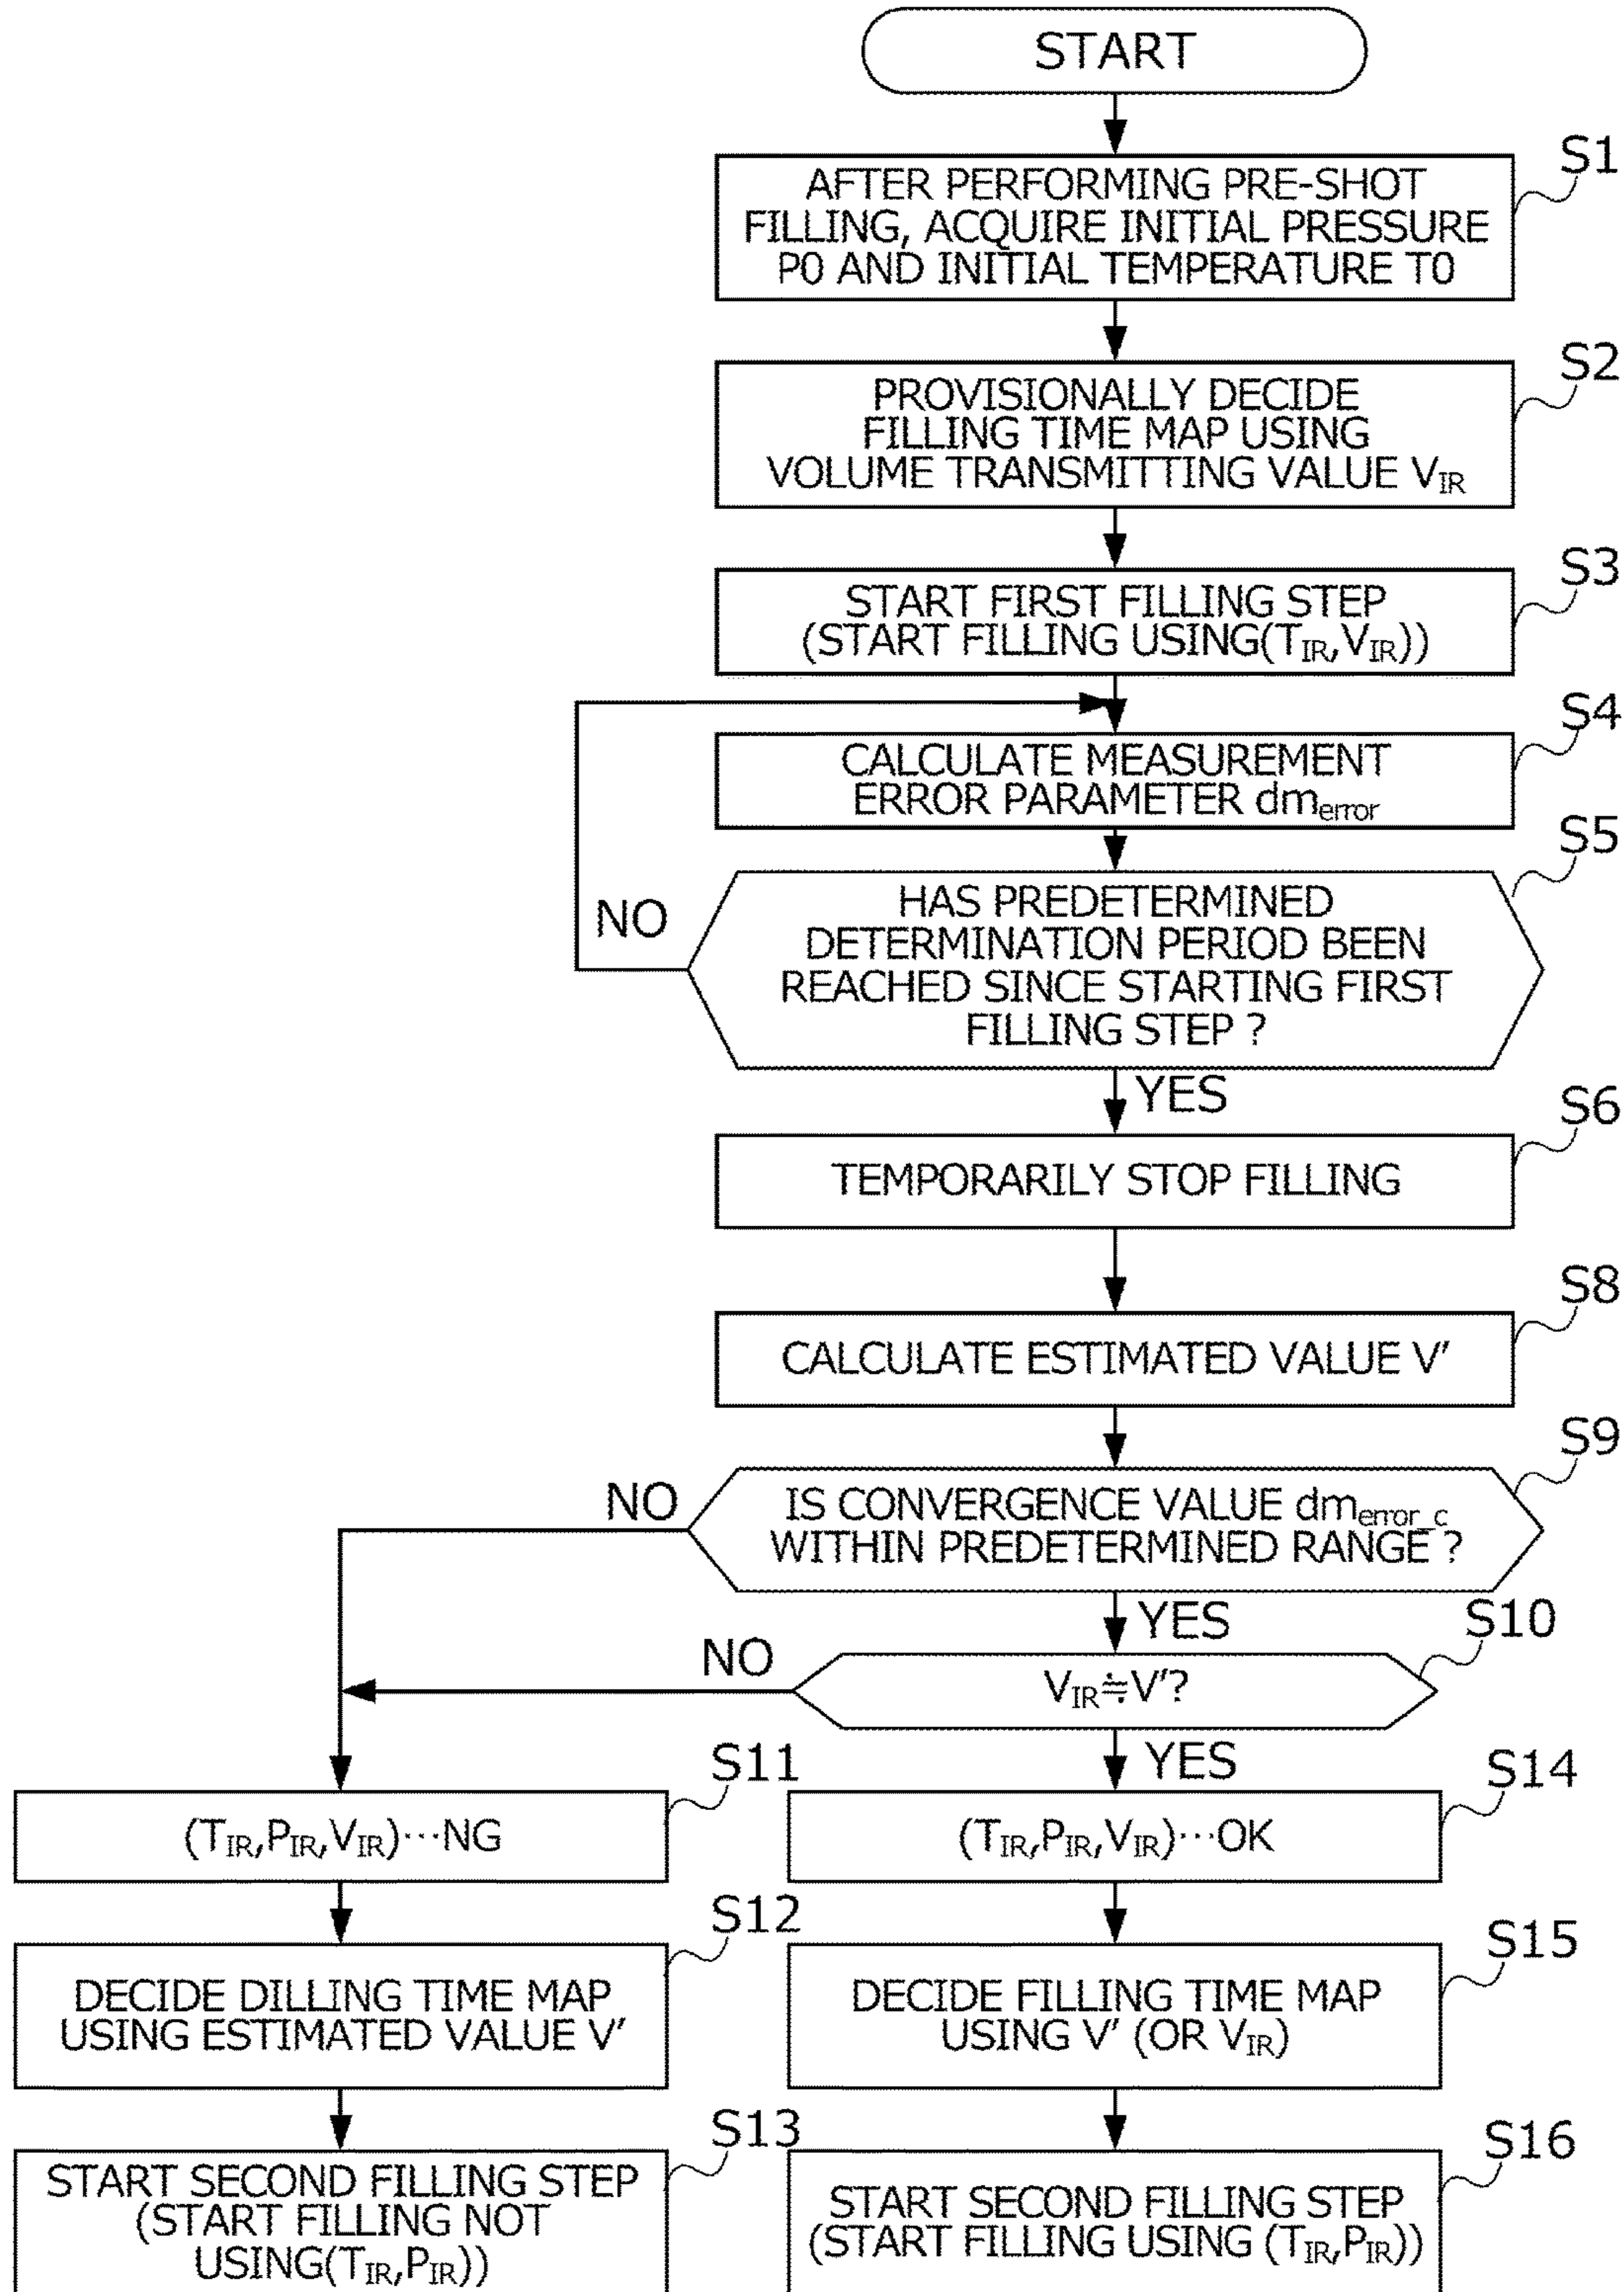 START
S1
AFTER PERFORMING PRE-SHOT
FILLING, ACQUIRE INITIAL PRESSURE
P0 AND INITIAL TEMPERATURE T0
S2
PROVISIONALLY DECIDE
FILLING TIME MAP USING
VOLUME TRANSMITTING VALUE VIR
S3
START FIRST FILLING STEP
(START FILLING USING(TIR,VIR))
S4
CALCULATE MEASUREMENT
ERROR PARAMETER dmerror
S5
HAS PREDETERMINED
DETERMINATION PERIOD BEEN
REACHED SINCE STARTING FIRST
FILLING STEP ?
NO
YES
S6
TEMPORARILY STOP FILLING
S8
CALCULATE ESTIMATED VALUE V'
S9
IS CONVERGENCE VALUE dmerror_c
WITHIN PREDETERMINED RANGE ?
NO
YES
S10
VIR≒V'?
NO
YES
S11
(TIR,PIR,VIR)···NG
S14
(TIR,PIR,VIR)···OK
S12
DECIDE DILLING TIME MAP
USING ESTIMATED VALUE V'
S15
DECIDE FILLING TIME MAP
USING V' (OR VIR)
S13
START SECOND FILLING STEP
(START FILLING NOT
USING(TIR,PIR))
S16
START SECOND FILLING STEP
(START FILLING USING (TIR,PIR))